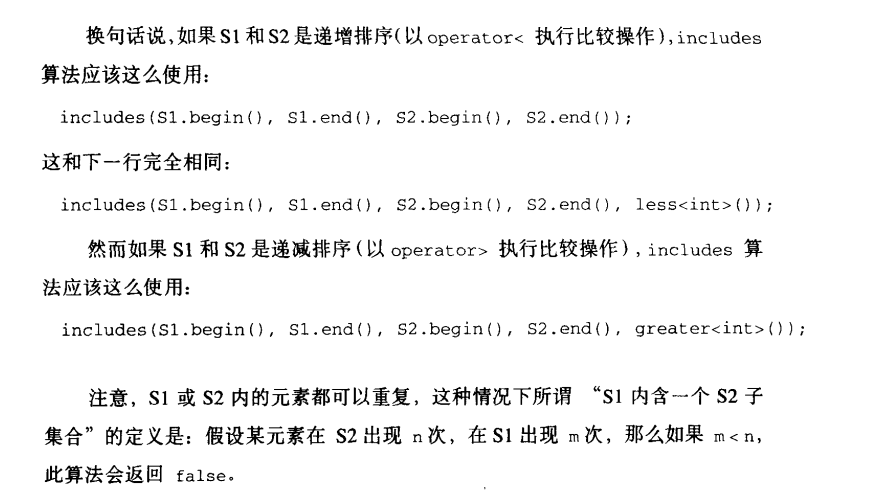 换句话说,如果 S1 和 S2 是递增排序(以 operator< 执行比较操作),includes
算法应该这么使用:
includes(S1.begin(), S1.end(), S2.begin(), S2.end());
这和下一行完全相同:
includes(S1.begin(), S1.end(), S2.begin(), S2.end(), less<int>());
然而如果 S1 和 S2 是递减排序(以 operator> 执行比较操作),includes 算
法应该这么使用:
includes(S1.begin(), S1.end(), S2.begin(), S2.end(), greater<int>());
注意，S1 或 S2 内的元素都可以重复，这种情况下所谓 “S1 内含一个 S2 子
集合”的定义是：假设某元素在 S2 出现 n 次，在 S1 出现 m 次，那么如果 m < n，
此算法会返回 false。